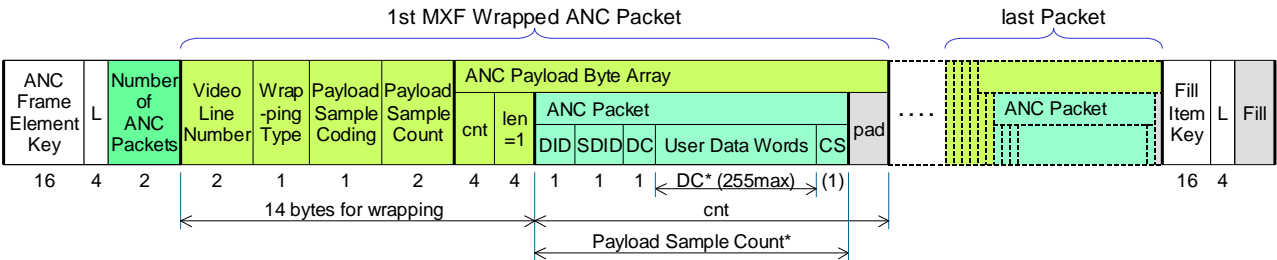 1st MXF Wrapped ANC Packet
last Packet
ANC
Frame
Element
Key
L
Number
of
ANC
Packets
Video
Line
Number
Wrap
-ping
Type
Payload
Sample
Coding
Payload
Sample
Count
ANC Payload Byte Array
cnt
len
=1
ANC Packet
DID
SDID
DC
User Data Words
CS
pad
. . . .
ANC Packet
Fill
Item
Key
L
Fill
16
4
2
2
1
1
2
4
4
1
1
1
DC* (255max)
(1)
16
4
14 bytes for wrapping
cnt
Payload Sample Count*